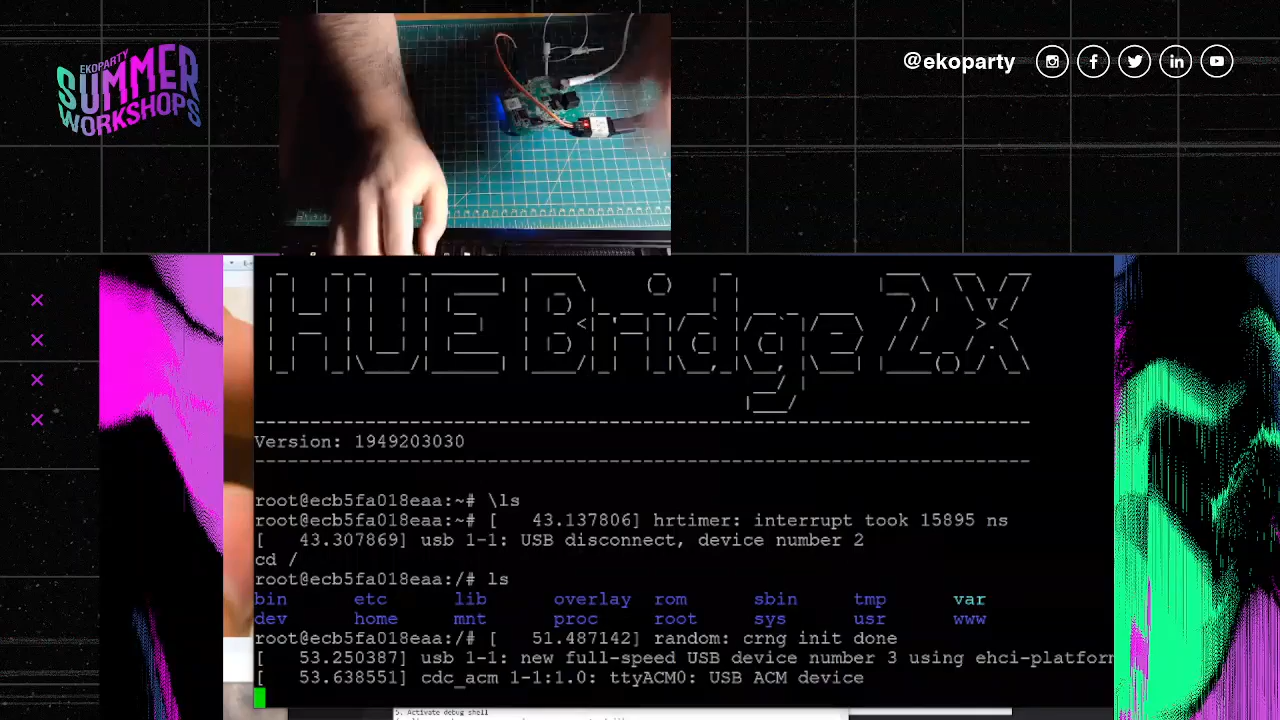 EKOPARTY
SUMMER
WORKSHOPS
@ekoparty
HUE Bridge 2.X
Version: 1949203030
root@ecb5fa018eaa:~# \ls
root@ecb5fa018eaa:~# [   43.137806] hrtimer: interrupt took 15895 ns
[   43.307869] usb 1-1: USB disconnect, device number 2
cd /
root@ecb5fa018eaa:/# ls
bin etc lib overlay rom sbin tmp var
dev home mnt proc root sys usr www
root@ecb5fa018eaa:/# [   51.487142] random: crng init done
[   53.250387] usb 1-1: new full-speed USB device number 3 using ehci-platform
[   53.638551] cdc_acm 1-1:1.0: ttyACM0: USB ACM device
5. Activate debug shell